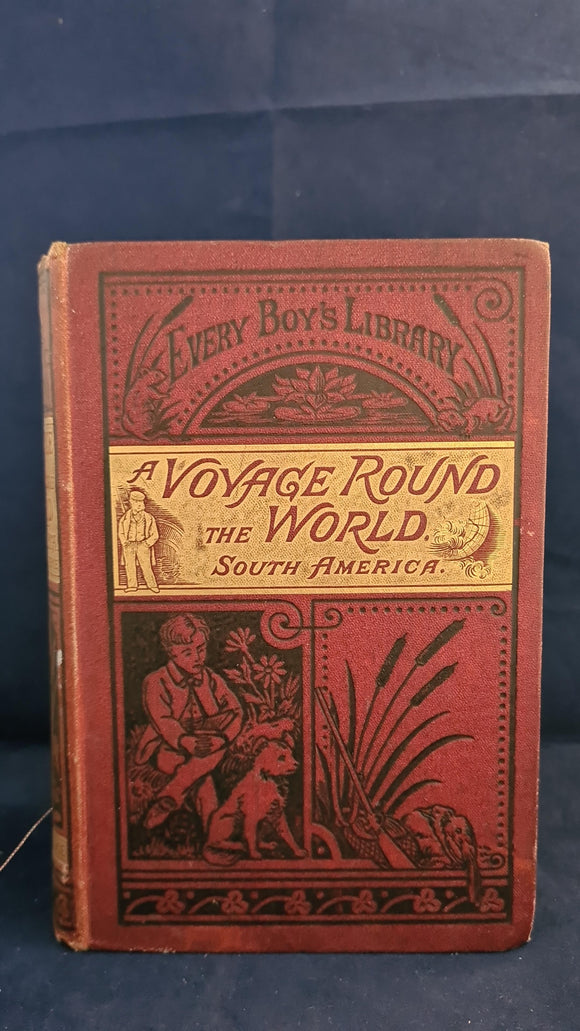 EVERY BOY'S LIBRARY
A VOYAGE ROUND
THE WORLD.
SOUTH AMERICA.